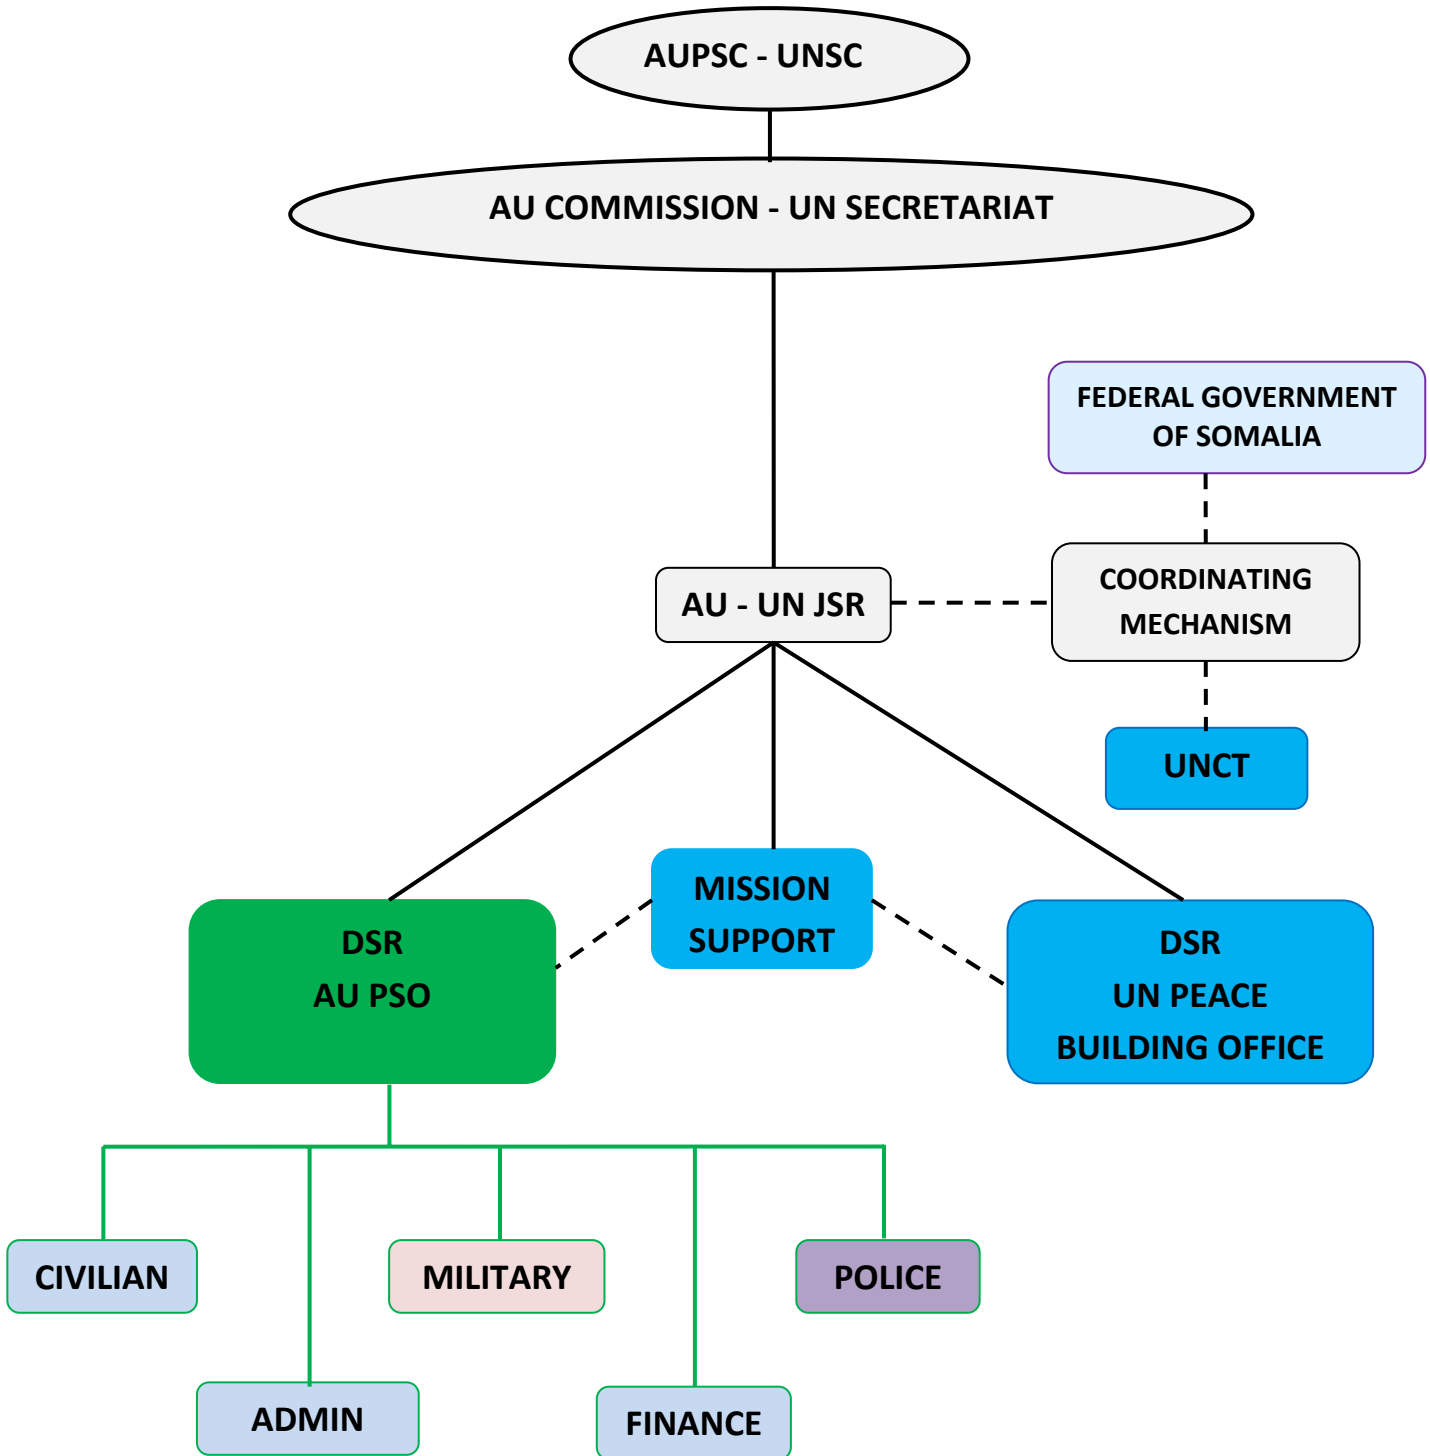 AUPSC - UNSC
AU COMMISSION - UN SECRETARIAT
FEDERAL GOVERNMENT
OF SOMALIA
AU - UN JSR
COORDINATING
MECHANISM
UNCT
MISSION
SUPPORT
DSR
AU PSO
DSR
UN PEACE
BUILDING OFFICE
CIVILIAN
MILITARY
POLICE
ADMIN
FINANCE